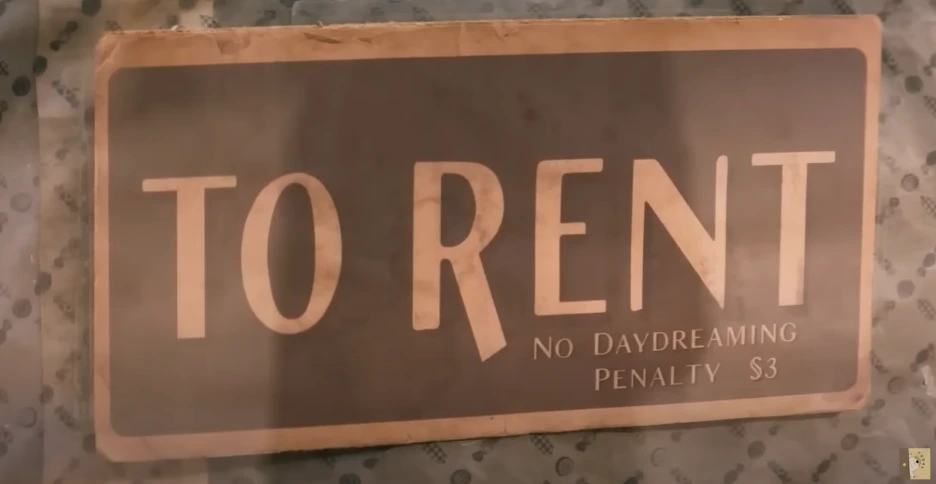 TO RENT
NO DAYDREAMING
PENALTY §3